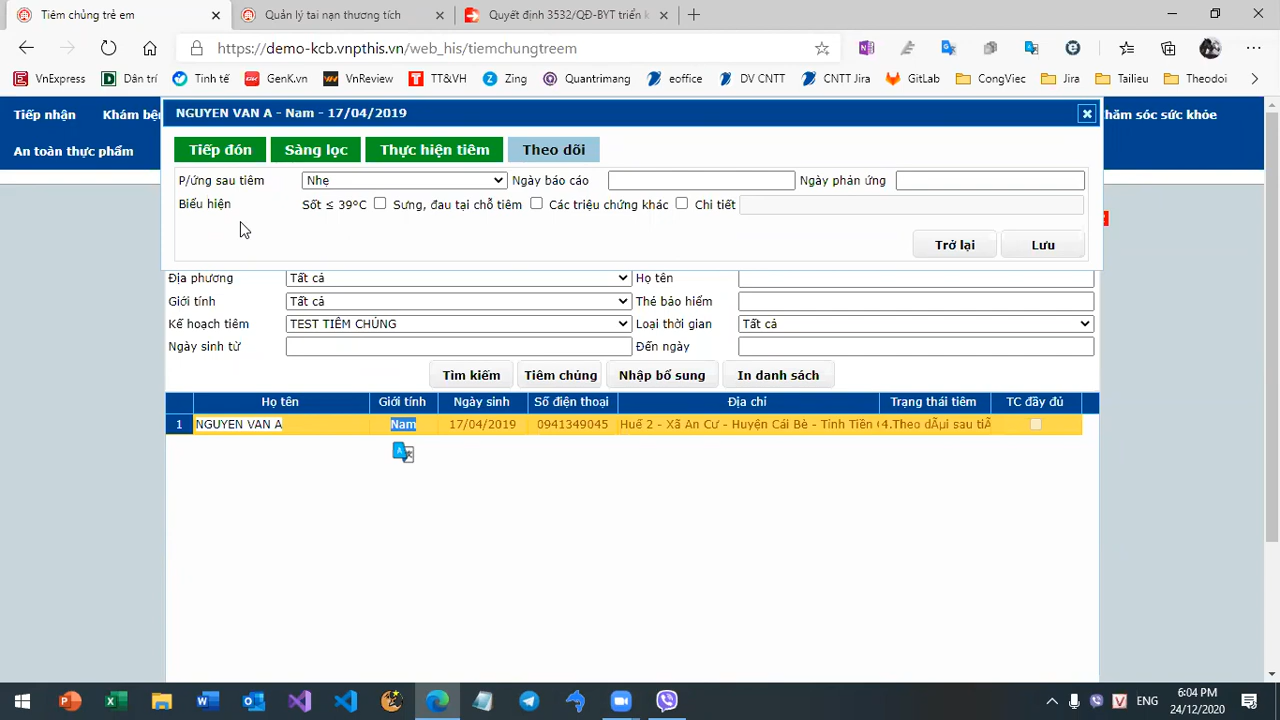 Tiêm chủng trẻ em
Quản lý tai nạn thương tích
Quyết định 3532/QĐ-BYT triển k
https://demo-kcb.vnpthis.vn/web_his/tiemchungtreem
VnExpress
Dân trí
Tinh tế
GenK.vn
VnReview
TT&VH
Zing
Quantrimang
eoffice
DV CNTT
CNTT Jira
GitLab
CongViec
Jira
Tailieu
Theodoi
Tiếp nhận
Khám bệ
hăm sóc sức khỏe
An toàn thực phẩm
NGUYEN VAN A - Nam - 17/04/2019
Tiếp đón
Sàng lọc
Thực hiện tiêm
Theo dõi
P/ứng sau tiêm
Nhẹ
Ngày báo cáo
Ngày phản ứng
Biểu hiện
Sốt ≤ 39°C
Sưng, đau tại chỗ tiêm
Các triệu chứng khác
Chi tiết
Trở lại
Lưu
Địa phương
Tất cả
Họ tên
Giới tính
Tất cả
Thẻ bảo hiểm
Kế hoạch tiêm
TEST TIÊM CHỦNG
Loại thời gian
Tất cả
Ngày sinh từ
Đến ngày
Tìm kiếm
Tiêm chủng
Nhập bổ sung
In danh sách
Họ tên
Giới tính
Ngày sinh
Số điện thoại
Địa chỉ
Trạng thái tiêm
TC đầy đủ
1
NGUYEN VAN A
Nam
17/04/2019
0941349045
Huế 2 - Xã An Cư - Huyện Cái Bè - Tỉnh Tiền (
4.Theo dÃµi sau tiÃ
ENG
6:04 PM
24/12/2020